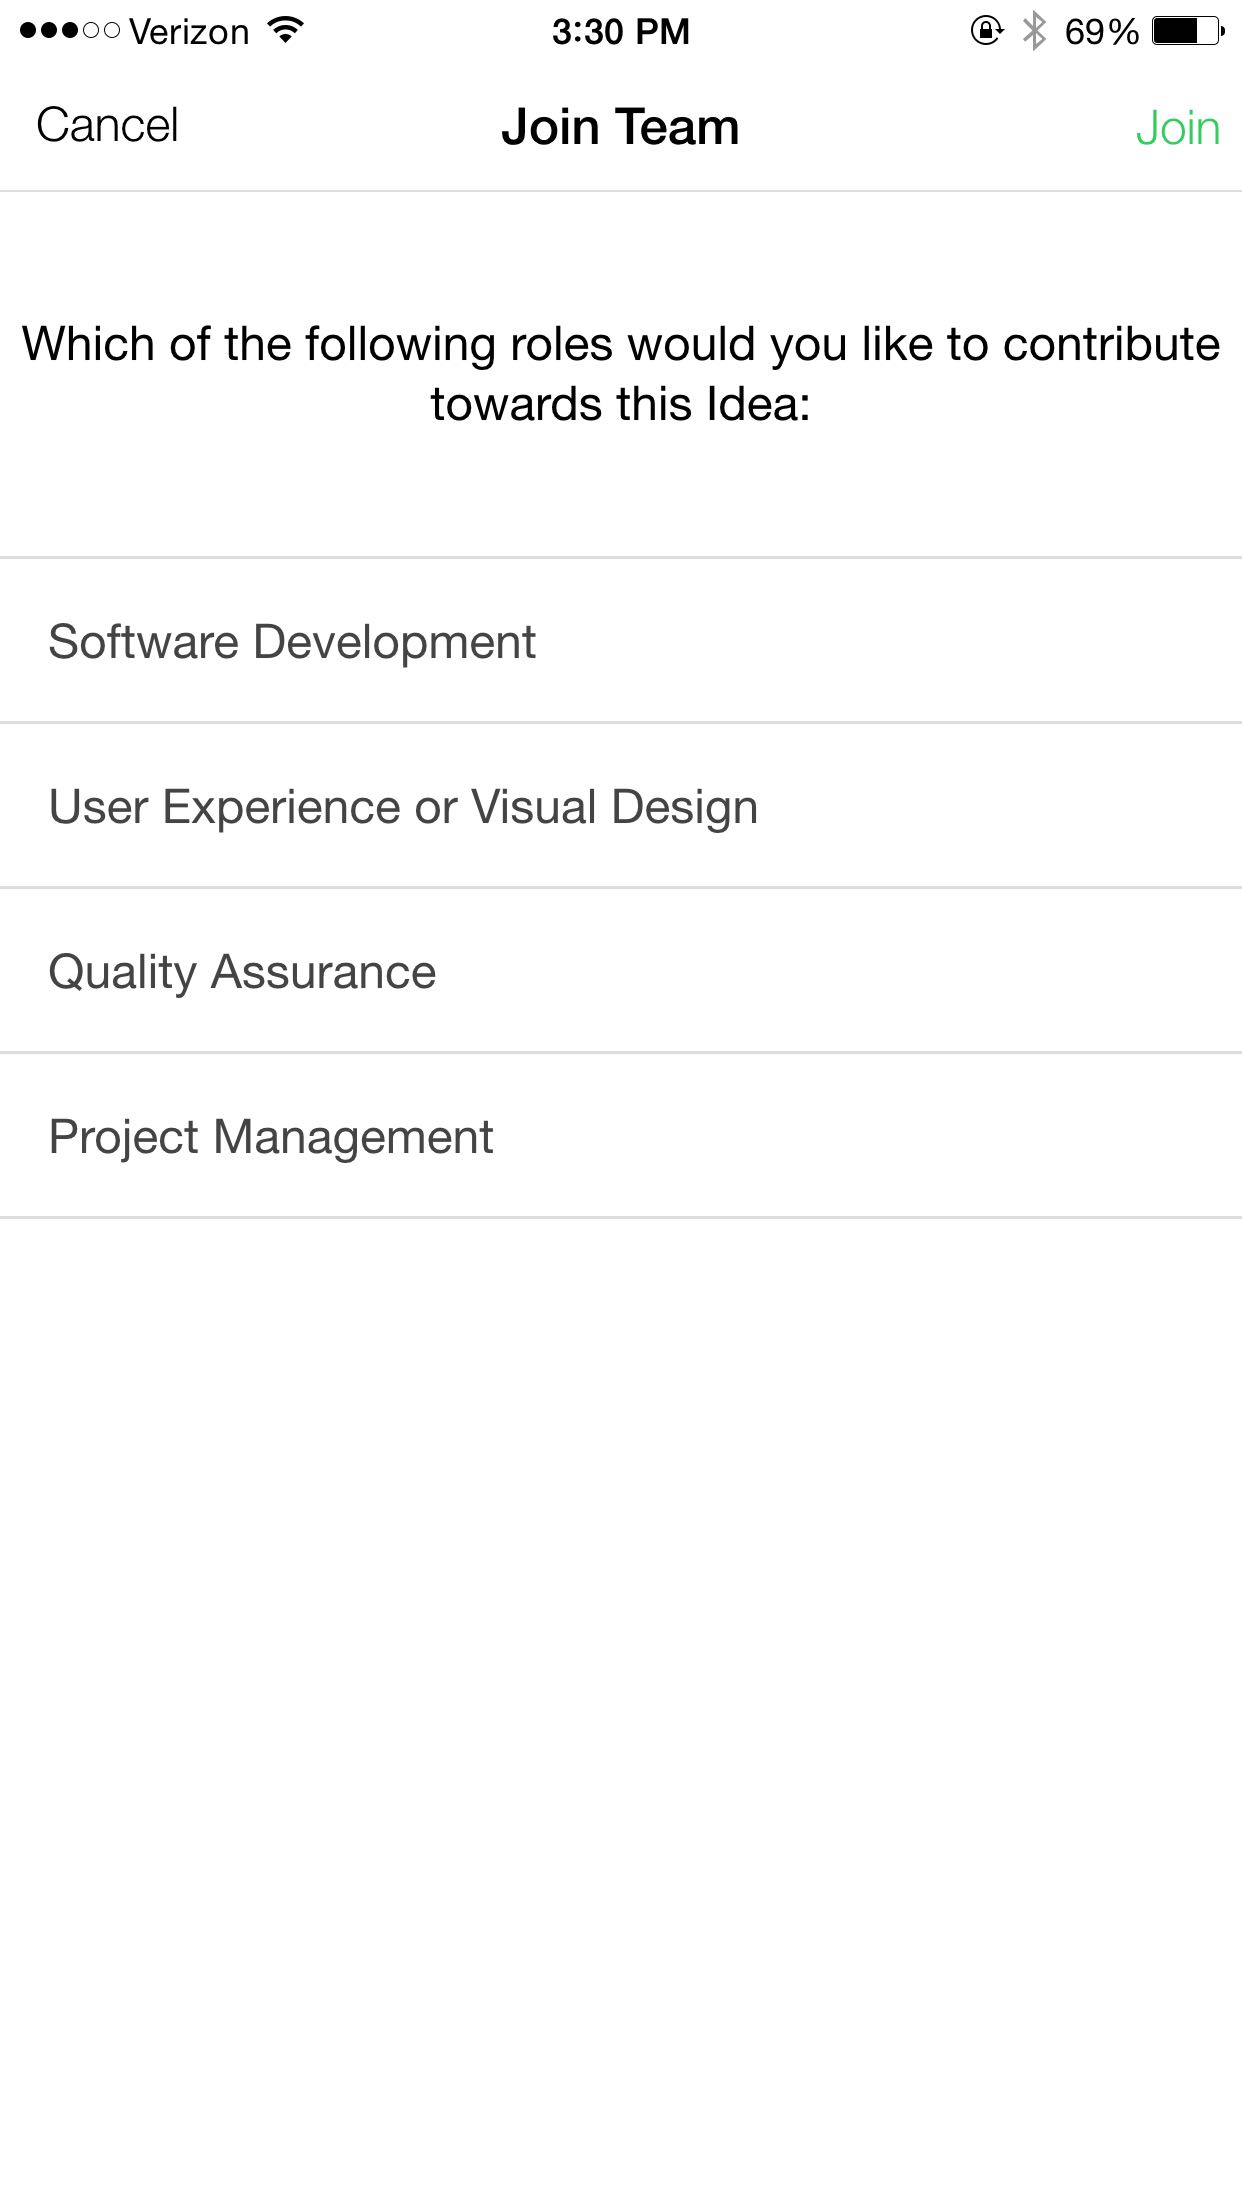 Verizon 3:30 PM 69%
Cancel Join Team Join
Which of the following roles would you like to contribute
towards this Idea:
Software Development
User Experience or Visual Design
Quality Assurance
Project Management